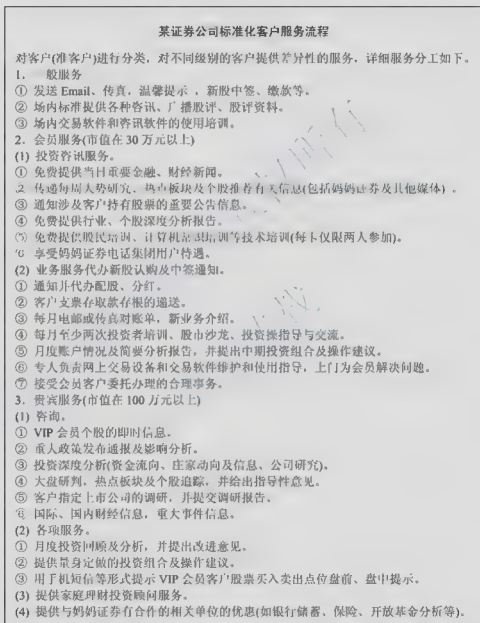 某证券公司标准化客户服务流程
对客户(准客户)进行分类，对不同级别的客户提供差异性的服务，详细服务分工如下。
1. 一般服务
① 发送 Email、传真，温馨提示，新股中签、缴款等。
② 场内标准提供各种咨讯、广播股评、股评资料。
③ 场内交易软件和咨讯软件的使用培训。
2. 会员服务(市值在 30 万元以上)
(1) 投资咨讯服务。
① 免费提供当日重要金融、财经新闻。
② 传递每周大势研究、热点板块及个股推荐有关信息(包括妈妈证券及其他媒体)。
③ 通知涉及客户持有股票的重要公告信息。
④ 免费提供行业、个股深度分析报告。
⑤ 免费提供股民培训、计算机知识培训等技术培训(每卡仅限两人参加)。
⑥ 享受妈妈证券电话集团用户待遇。
(2) 业务服务代办新股认购及中签通知。
① 通知并代办配股、分红。
② 客户支票存取款存根的递送。
③ 每月电邮或传真对账单，新业务介绍。
④ 每月至少两次投资者培训、股市沙龙、投资操指导与交流。
⑤ 月度账户情况及简要分析报告，并提出中期投资组合及操作建议。
⑥ 专人负责网上交易设备和交易软件维护和使用指导，上门为会员解决问题。
⑦ 接受会员客户委托办理的合理事务。
3. 贵宾服务(市值在 100 万元以上)
(1) 咨询。
① VIP 会员个股的即时信息。
② 重大政策发布通报及影响分析。
③ 投资深度分析(资金流向、庄家动向及信息、公司研究)。
④ 大盘研判，热点板块及个股追踪，并给出指导性意见。
⑤ 客户指定上市公司的调研，并提交调研报告、
⑥ 国际、国内财经信息，重大事件信息。
(2) 各项服务。
① 月度投资回顾及分析，并提出改进意见。
② 提供量身定做的投资组合及操作建议。
③ 用手机短信等形式提示 VIP 会员客户股票买入卖出点位盘前、盘中提示。
(3) 提供家庭理财投资顾问服务。
(4) 提供与妈妈证券有合作的相关单位的优惠(如银行储蓄、保险、开放基金分析等)。